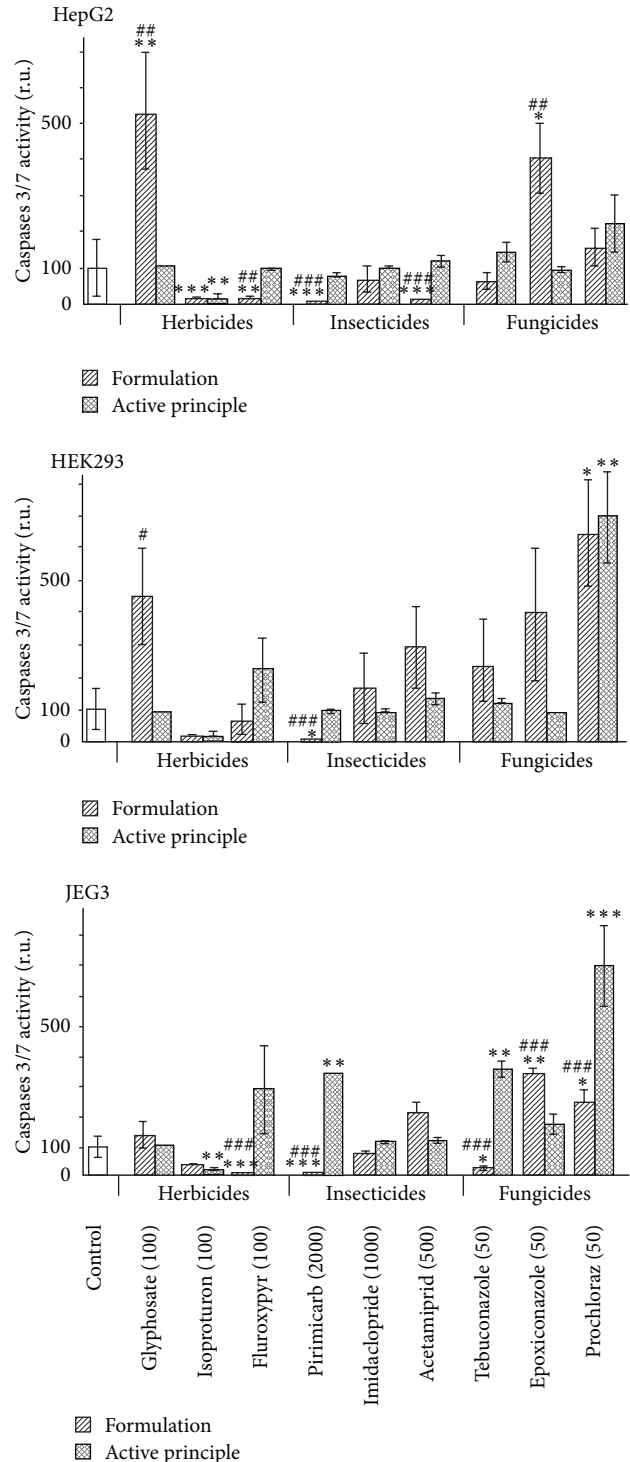 HepG2
Caspases 3/7 activity (r.u.)
500
100
0
##
**
***
**
##
**
###
***
###
***
##
*
Herbicides Insecticides Fungicides
Formulation
Active principle
HEK293
Caspases 3/7 activity (r.u.)
500
100
0
#
###
*
*
**
Herbicides Insecticides Fungicides
Formulation
Active principle
JEG3
Caspases 3/7 activity (r.u.)
500
100
0
**
###
***
###
***
**
###
*
**
###
**
###
*
***
Herbicides Insecticides Fungicides
Control
Glyphosate (100)
Isoproturon (100)
Fluroxypyr (100)
Pirimicarb (2000)
Imidaclopride (1000)
Acetamiprid (500)
Tebuconazole (50)
Epoxiconazole (50)
Prochloraz (50)
Formulation
Active principle